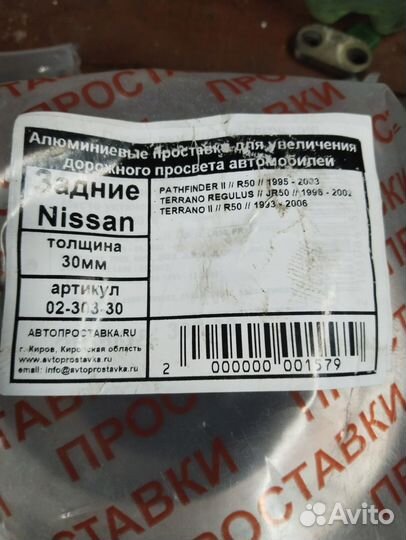 ПРОСТАВКИ
Алюминиевые проставки для увеличения
дорожного просвета автомобилей
Задние
Nissan
толщина
30мм
артикул
02-303-30
PATHFINDER II // R50 // 1995 - 2003
TERRANO REGULUS // JR50 // 1996 - 2002
TERRANO II // R50 // 1993 - 2006
АВТОПРОСТАВКА.RU
г. Киров, Кировская область
www.avtoprostavka.ru
email: info@avtoprostavka.ru
2 000000 001579
ПРОСТАВКИ
ПРОСТАВКИ
Avito